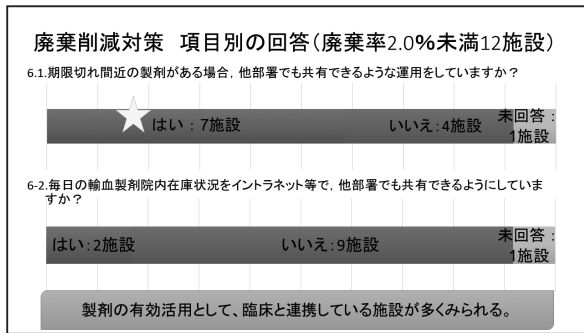 廃棄削減対策　項目別の回答（廃棄率2.0%未満12施設）
6.1.期限切れ間近の製剤がある場合，他部署でも共有できるような運用をしていますか？
はい：7施設
いいえ:4施設
未回答：
1施設
6-2.毎日の輸血製剤院内在庫状況をイントラネット等で，他部署でも共有できるようにしていま
すか？
はい:2施設
いいえ:9施設
未回答：
1施設
製剤の有効活用として、臨床と連携している施設が多くみられる。